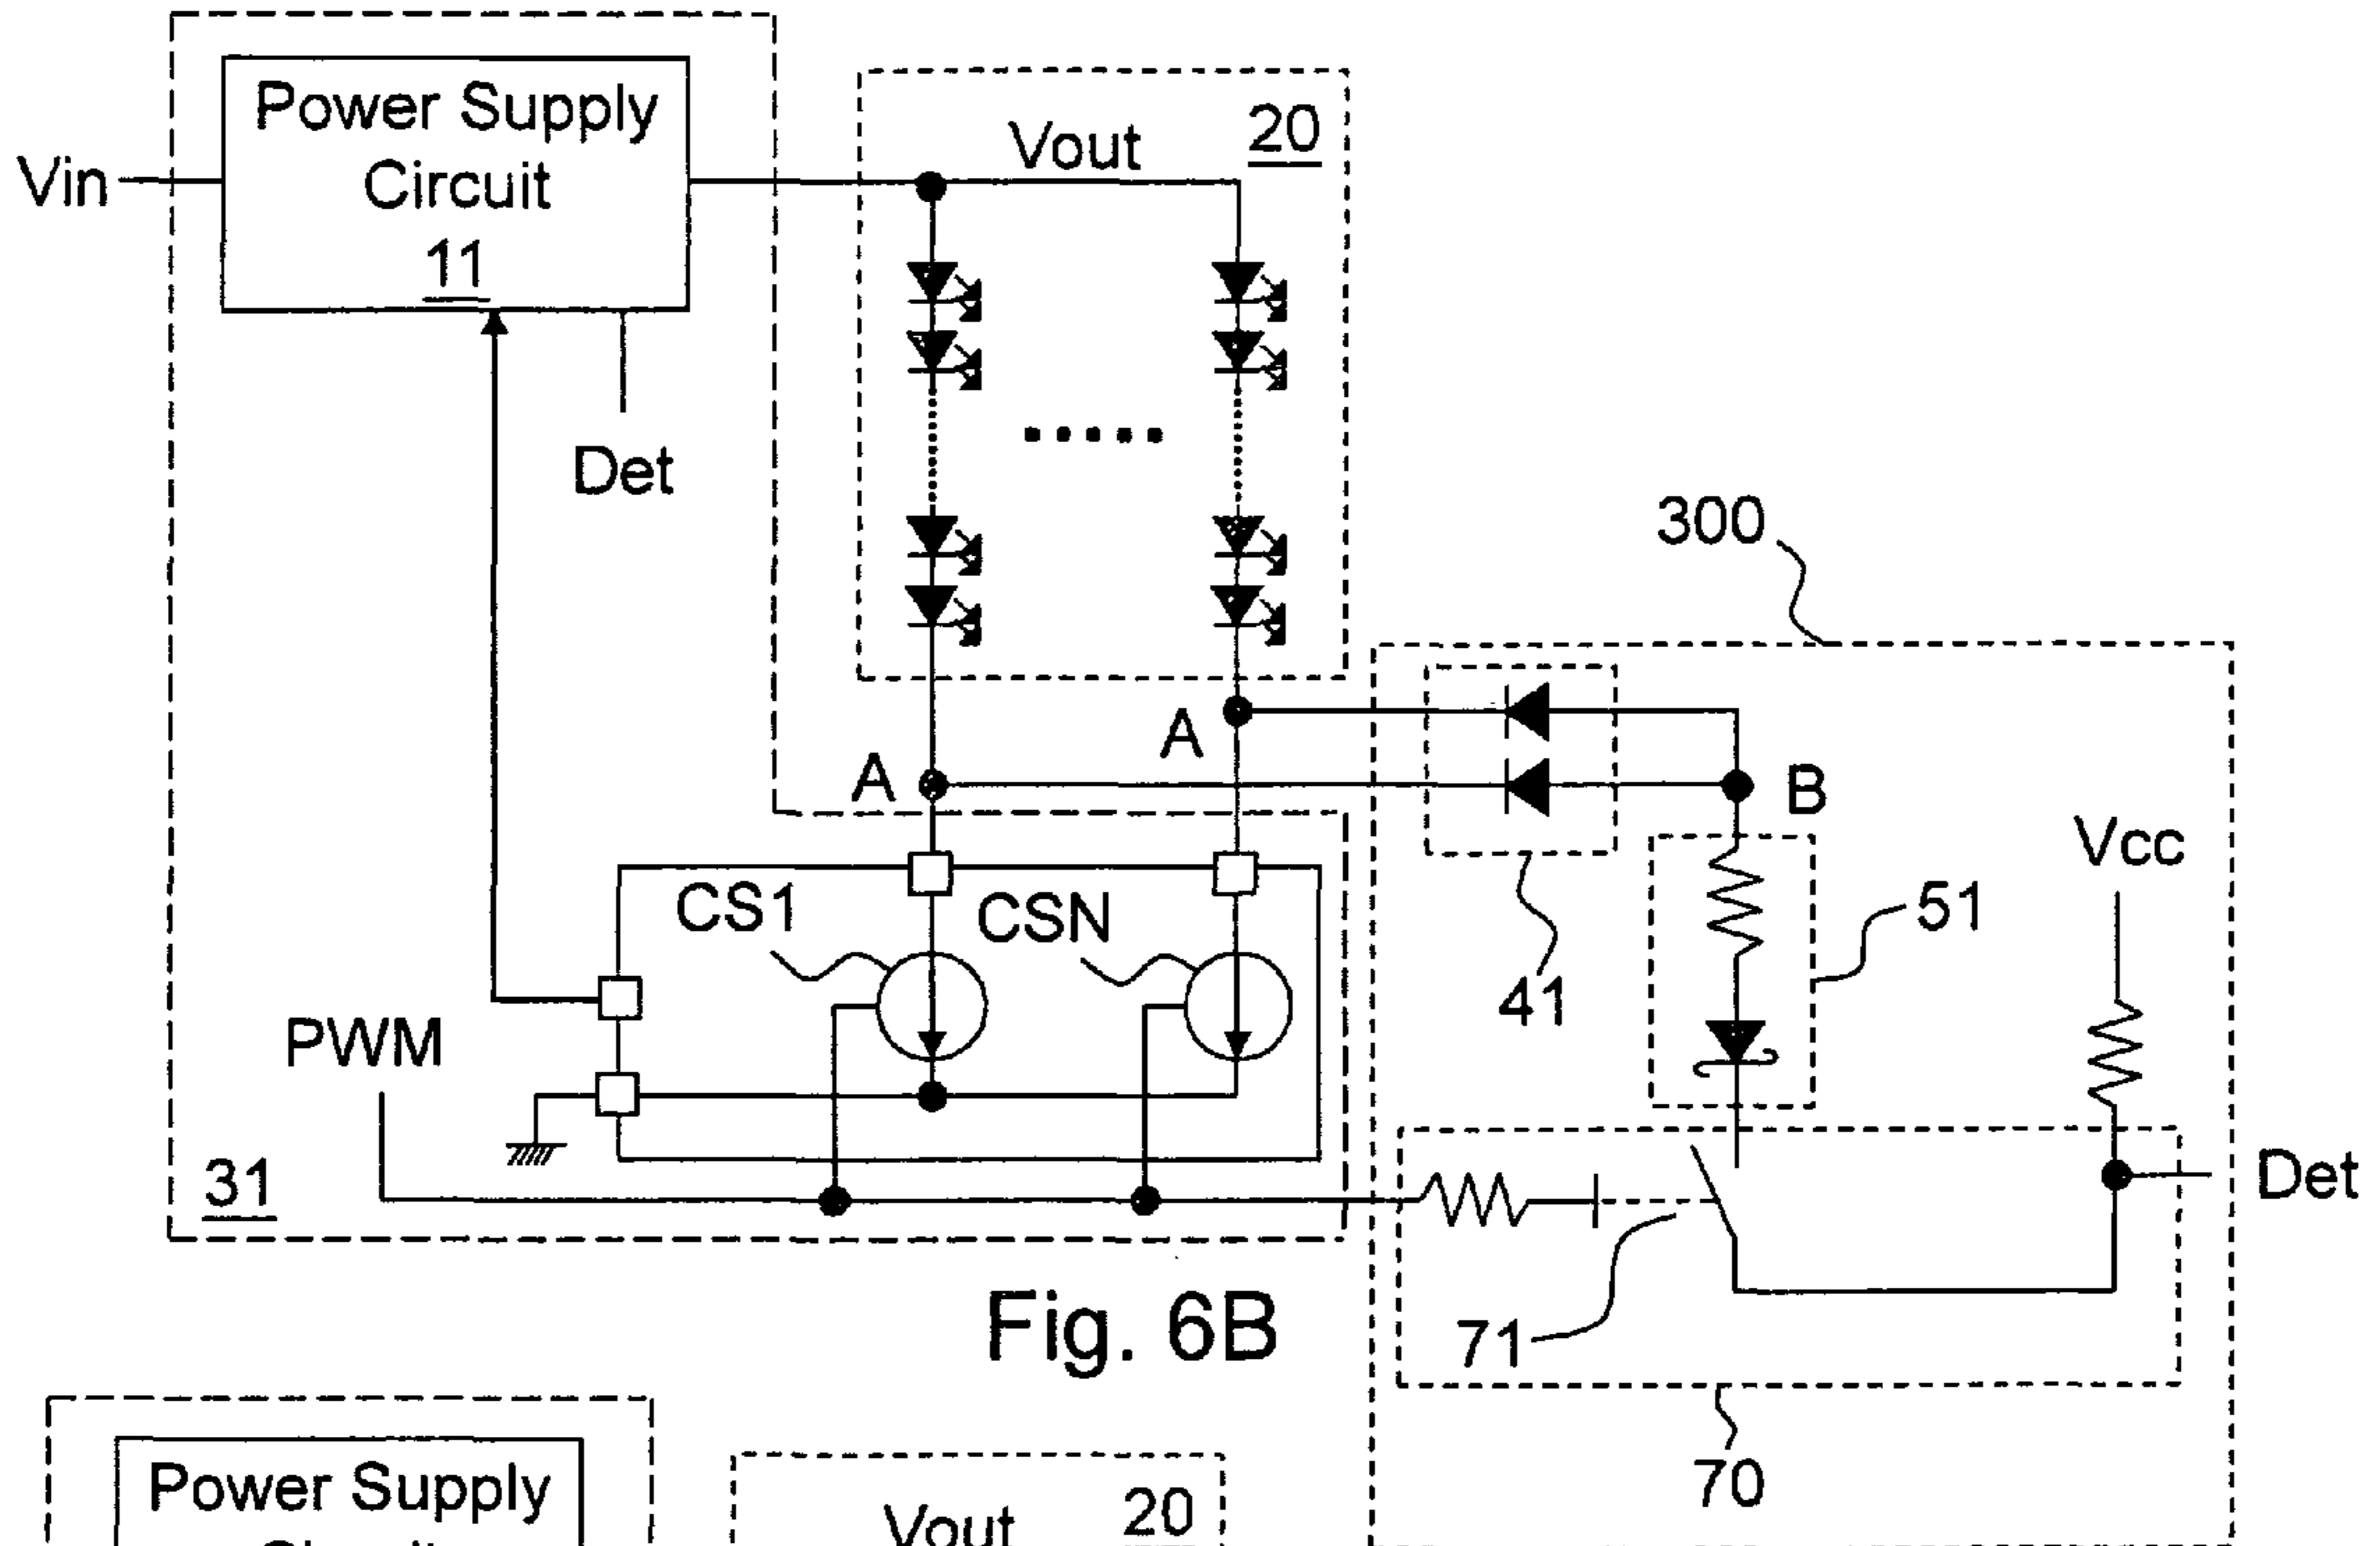 Power Supply
Circuit
11
Vin
Vout
20
Det
300
A
A
B
Vcc
CS1
CSN
41
51
PWM
31
Det
71
70
Fig. 6B
Power Supply
Vout
20